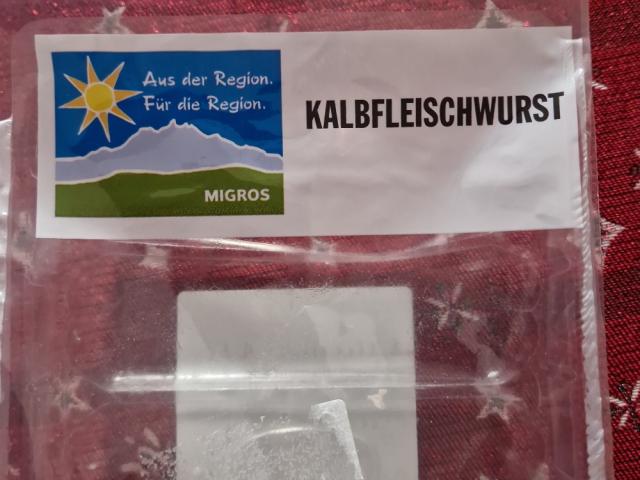 Aus der Region.
Für die Region.
MIGROS
KALBFLEISCHWURST